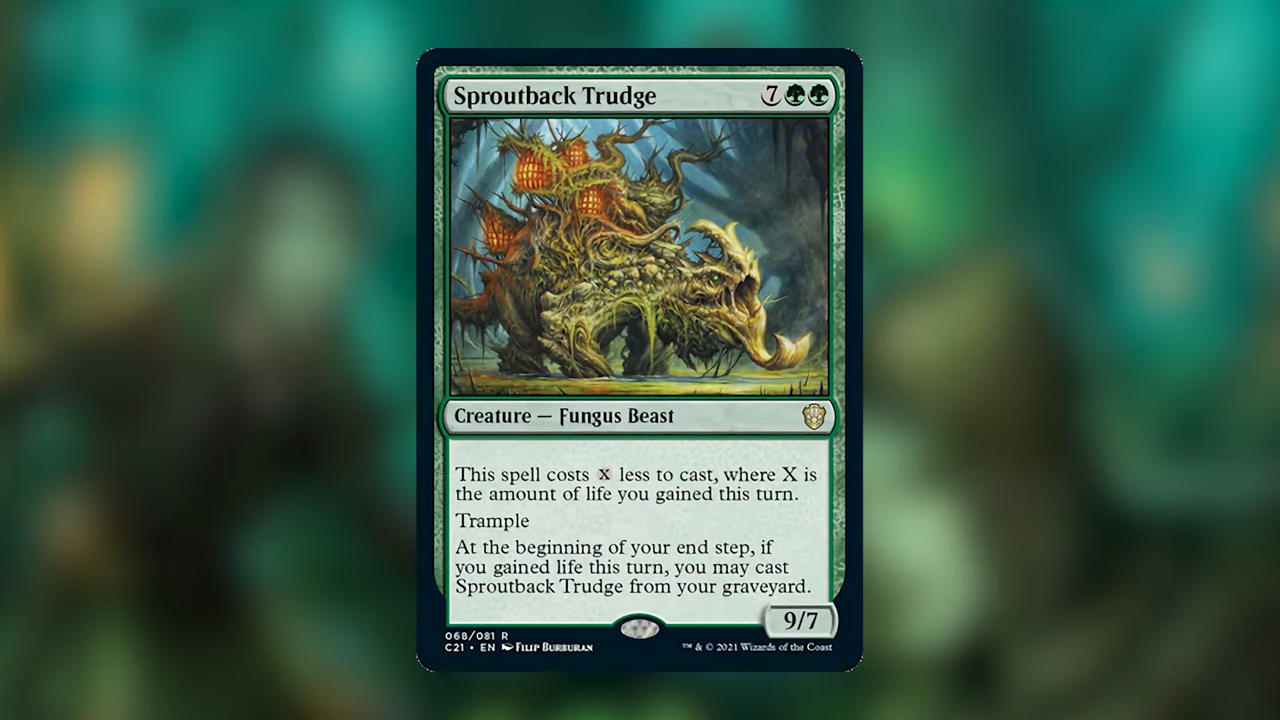 Sproutback Trudge 7
Creature — Fungus Beast
This spell costs X less to cast, where X is
the amount of life you gained this turn.
Trample
At the beginning of your end step, if
you gained life this turn, you may cast
Sproutback Trudge from your graveyard.
9/7
068/081 R
C21 • EN Filip Burburan
™ & © 2021 Wizards of the Coast